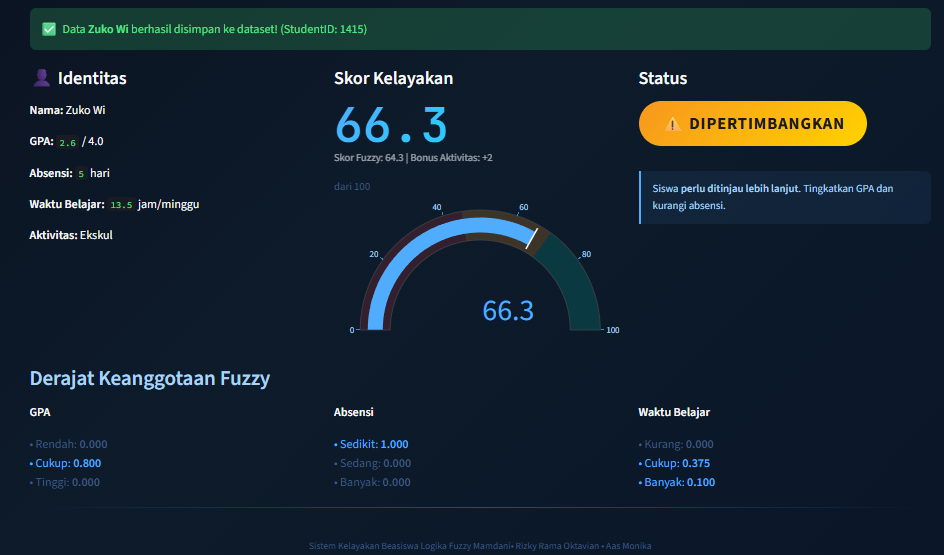 Data Zuko Wi berhasil disimpan ke dataset! (StudentID: 1415)
Identitas
Nama: Zuko Wi
GPA: 2.6 / 4.0
Absensi: 5 hari
Waktu Belajar: 13.5 jam/minggu
Aktivitas: Ekskul
Skor Kelayakan
66.3
Skor Fuzzy: 64.3 | Bonus Aktivitas: +2
dari 100
0
20
40
60
80
100
66.3
Status
DIPERTIMBANGKAN
Siswa perlu ditinjau lebih lanjut. Tingkatkan GPA dan
kurangi absensi.
Derajat Keanggotaan Fuzzy
GPA
• Rendah: 0.000
• Cukup: 0.800
• Tinggi: 0.000
Absensi
• Sedikit: 1.000
• Sedang: 0.000
• Banyak: 0.000
Waktu Belajar
• Kurang: 0.000
• Cukup: 0.375
• Banyak: 0.100
Sistem Kelayakan Beasiswa Logika Fuzzy Mamdani• Rizky Rama Oktavian • Aas Monika